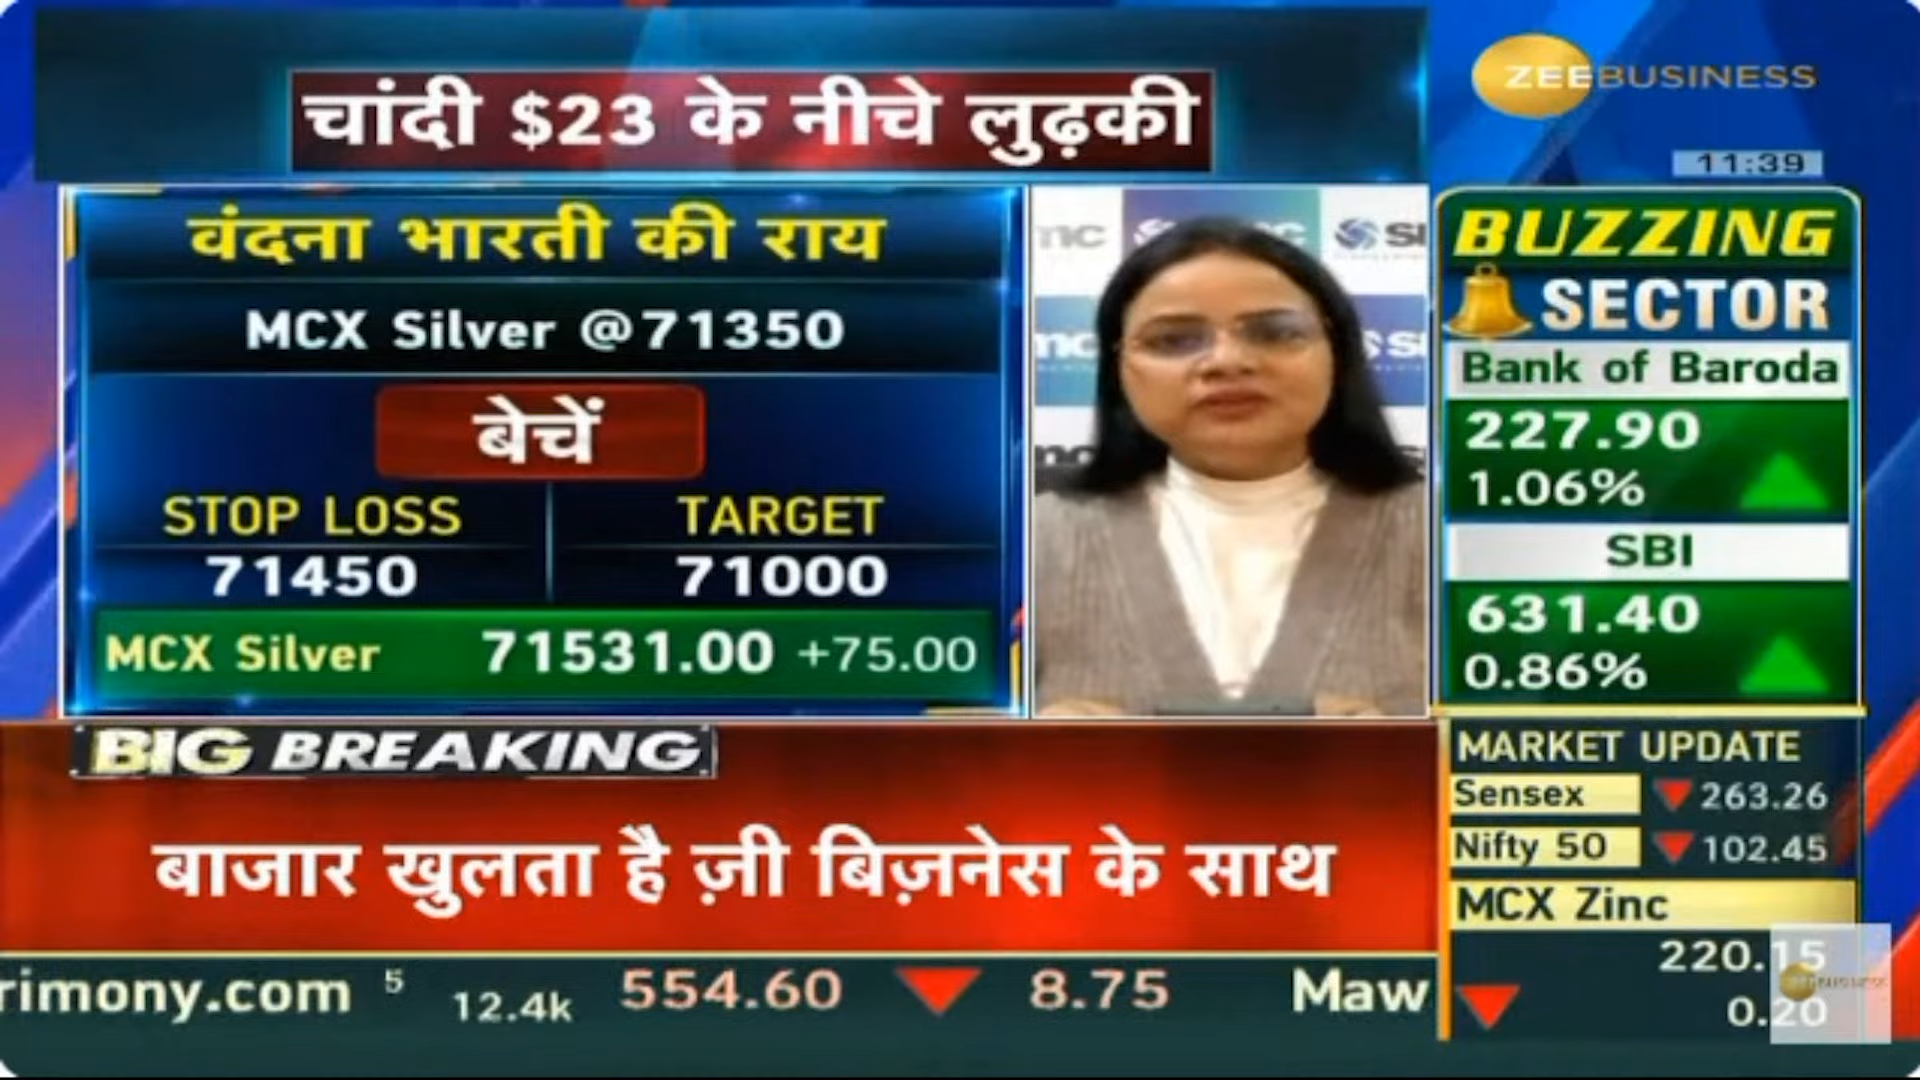 चांदी $23 के नीचे लुढ़की
ZEEBUSINESS
11:39
वंदना भारती की राय
MCX Silver @71350
बेचें
STOP LOSS
TARGET
71450
71000
MCX Silver 71531.00 +75.00
BUZZING
SECTOR
Bank of Baroda
227.90
1.06%
SBI
631.40
0.86%
BIG BREAKING
बाजार खुलता है ज़ी बिज़नेस के साथ
MARKET UPDATE
Sensex 263.26
Nifty 50 102.45
MCX Zinc
220.15
0.20
rimony.com 5 12.4k 554.60 8.75 Maw